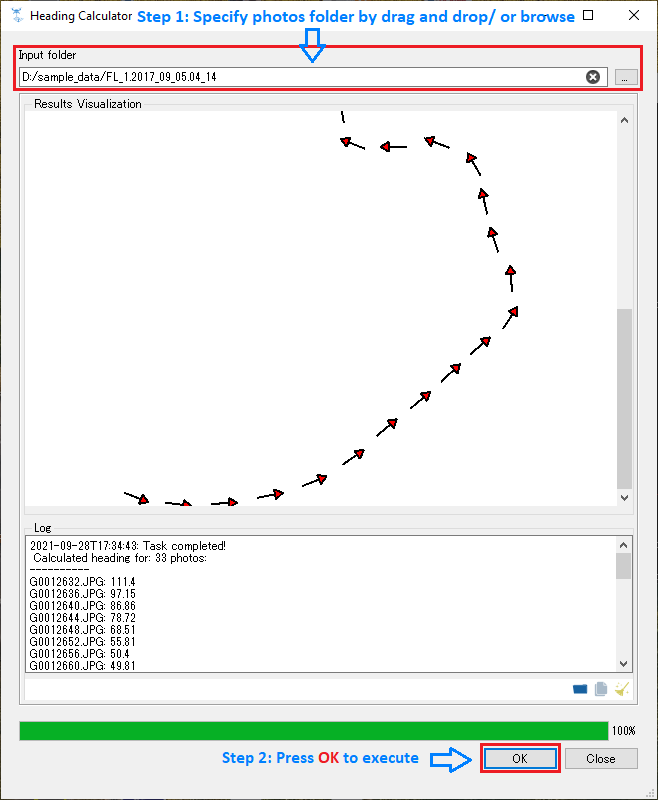 Heading Calculator
Step 1: Specify photos folder by drag and drop/ or browse
Input folder
D:/sample_data/FL_1.2017_09_05.04_14
...
Results Visualization
Log
2021-09-28T17:34:43: Task completed!
Calculated heading for: 33 photos:
----------
G0012632.JPG: 111.4
G0012636.JPG: 97.15
G0012640.JPG: 86.86
G0012644.JPG: 78.72
G0012648.JPG: 68.51
G0012652.JPG: 55.81
G0012656.JPG: 50.4
G0012660.JPG: 49.81
100%
Step 2: Press OK to execute
OK
Close